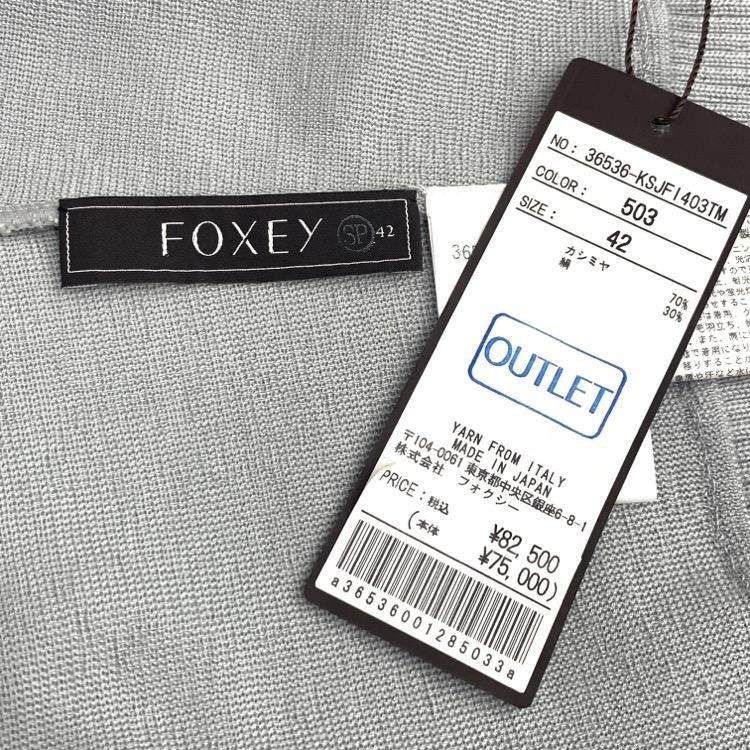 FOXEY SP 42
NO: 36536-KSJFI403TM
COLOR: 503
SIZE: 42
カシミヤ 70%
絹 30%
OUTLET
YARN FROM ITALY
MADE IN JAPAN
〒104-0061 東京都中央区銀座6-8-1
株式会社 フォクシー
PRICE: 税込 ¥82,500
(本体 ¥75,000)
a36536001285033a
365